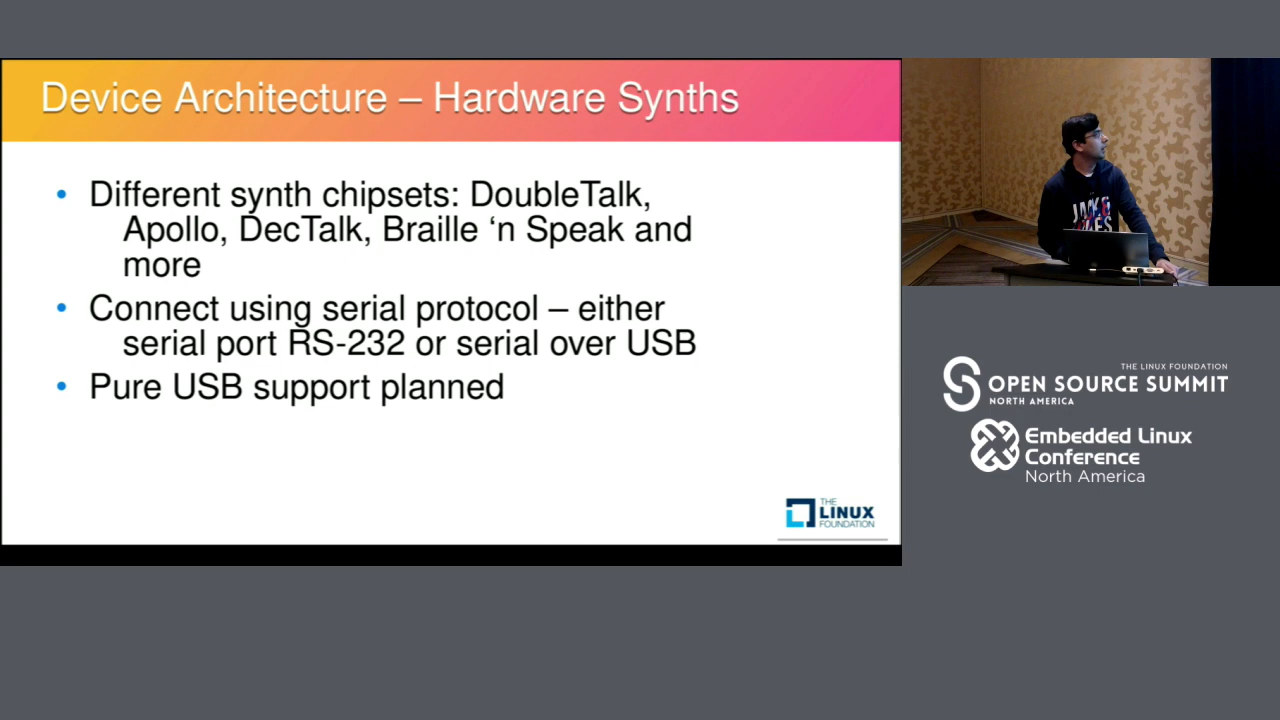 Device Architecture – Hardware Synths
• Different synth chipsets: DoubleTalk,
Apollo, DecTalk, Braille ‘n Speak and
more
• Connect using serial protocol – either
serial port RS-232 or serial over USB
• Pure USB support planned
THE
LINUX
FOUNDATION
THE LINUX FOUNDATION
OPEN SOURCE SUMMIT
NORTH AMERICA
Embedded Linux
Conference
North America